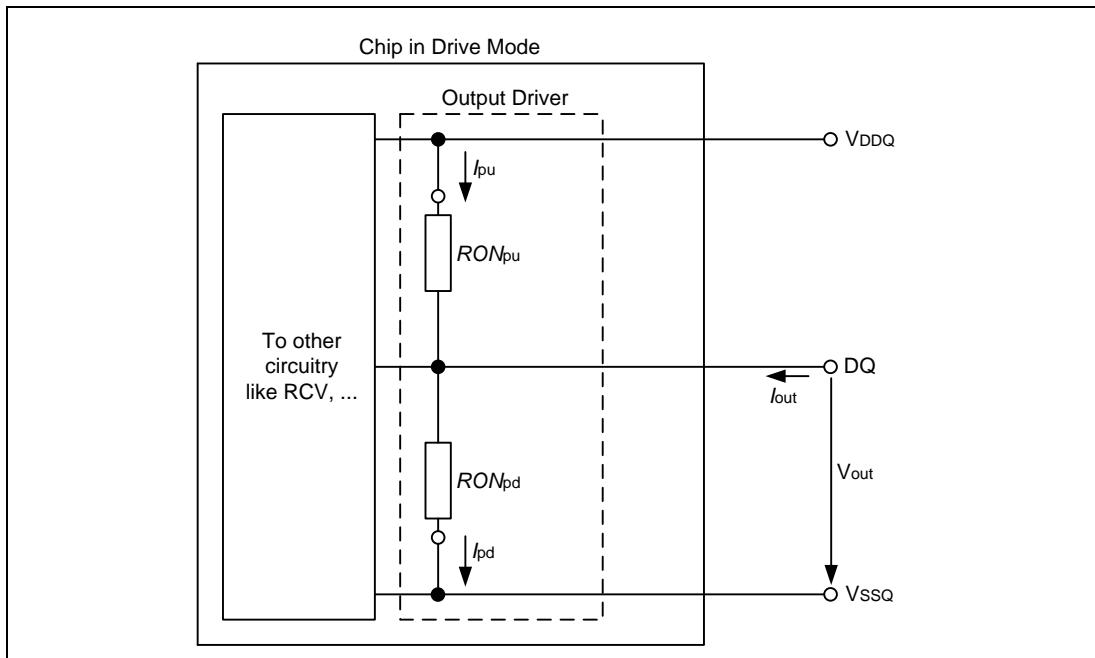 Chip in Drive Mode
Output Driver
VDDQ
Ipu
RONpu
To other
circuitry
like RCV, ...
DQ
Iout
RONpd
Vout
Ipd
VSSQ